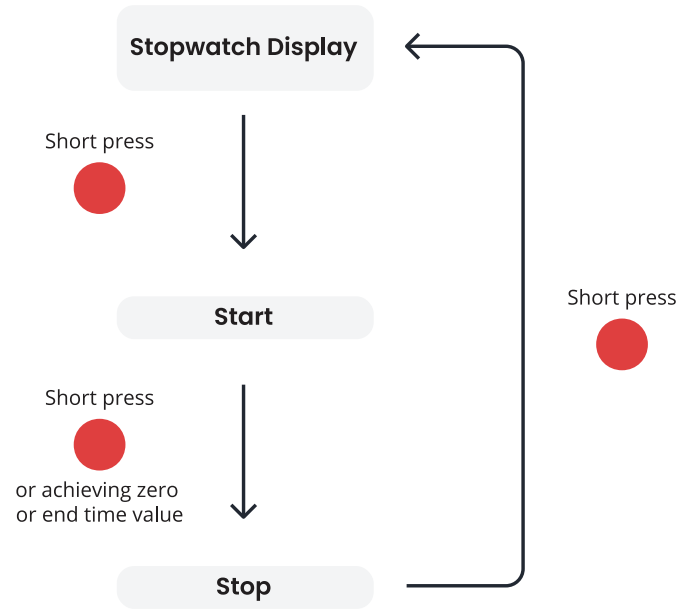 Stopwatch Display
Short press
Start
Short press
Short press
or achieving zero
or end time value
Stop